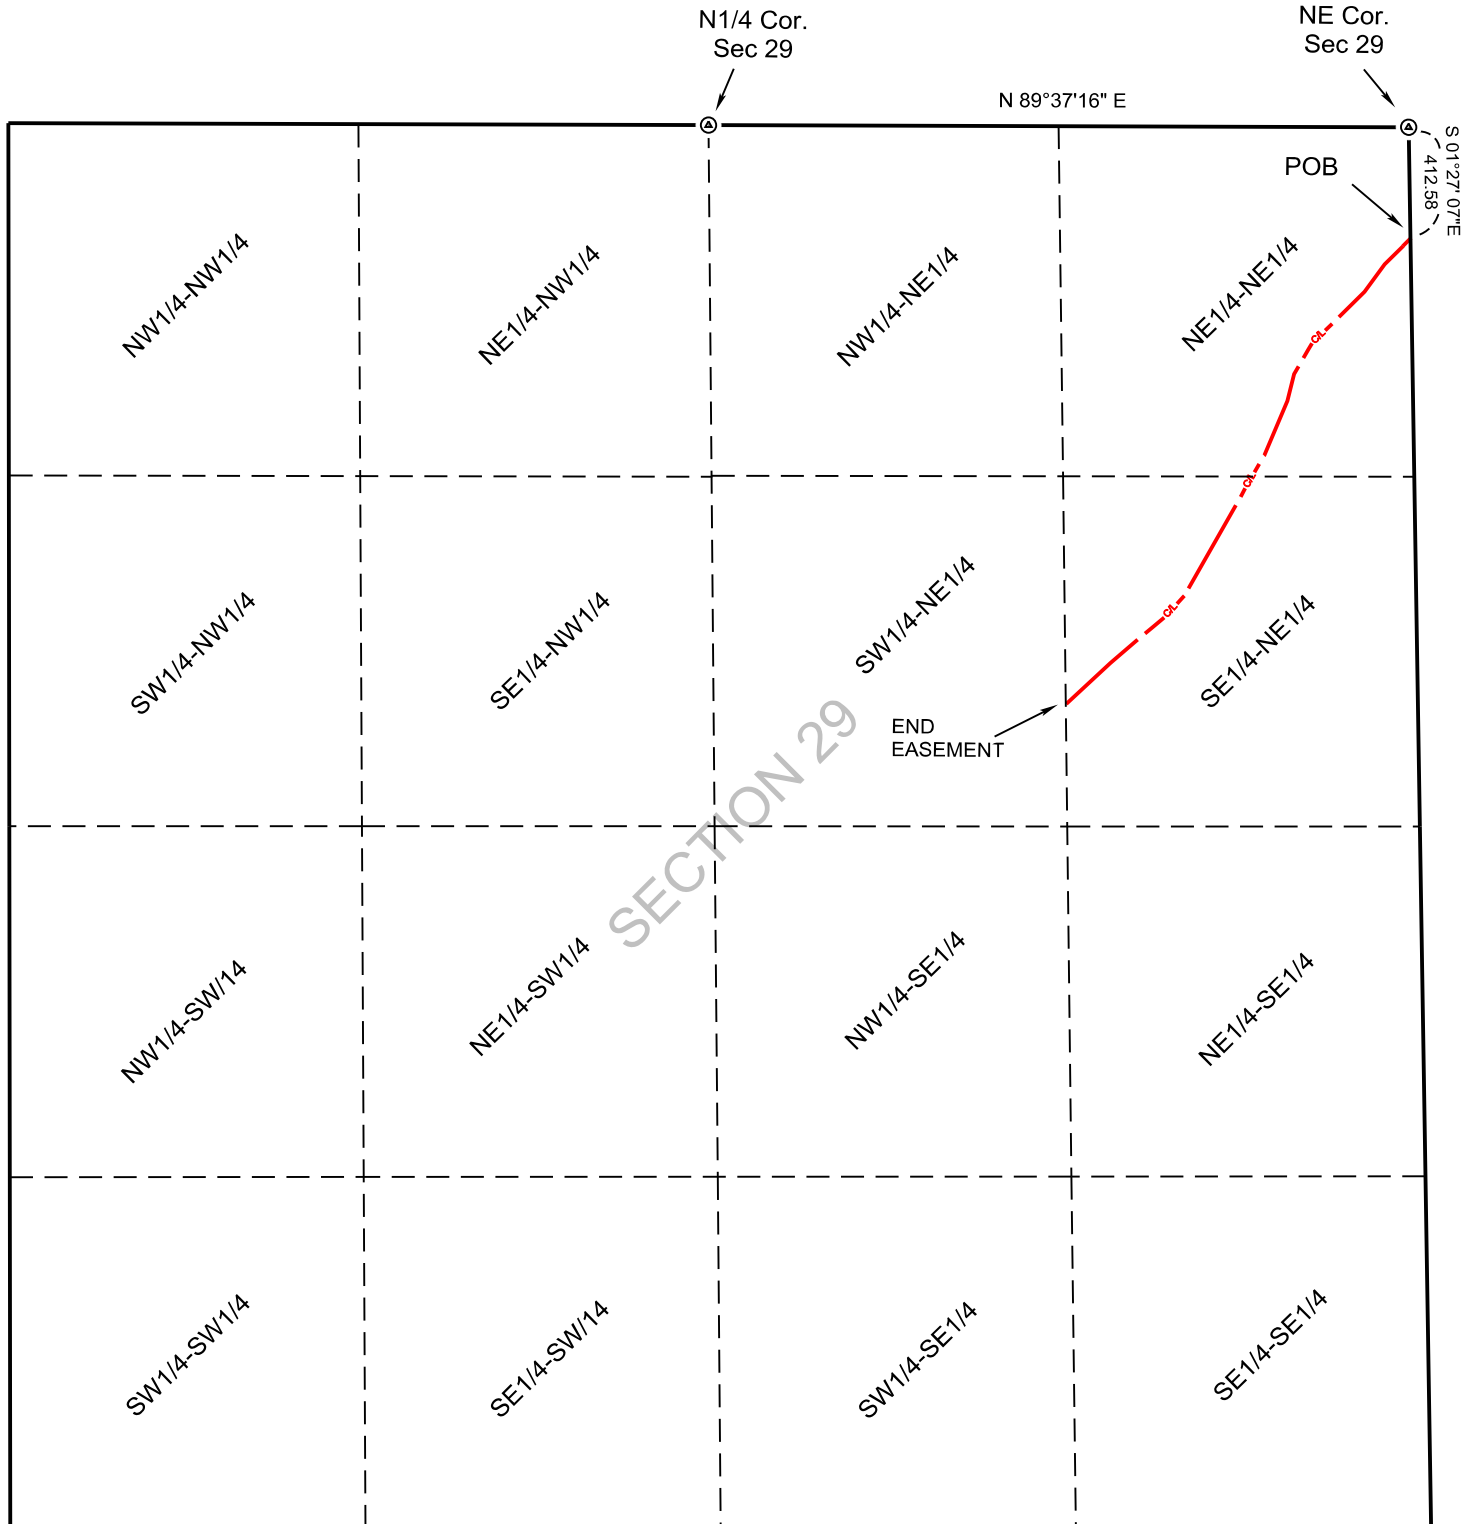 N1/4 Cor.
Sec 29
NE Cor.
Sec 29
N 89°37'16" E
S 01°27' 07"E
412.58
POB
NW1/4-NW1/4
NE1/4-NW1/4
NW1/4-NE1/4
NE1/4-NE1/4
C/L
C/L
SW1/4-NW1/4
SE1/4-NW1/4
SW1/4-NE1/4
C/L
SE1/4-NE1/4
END
EASEMENT
SECTION 29
NW1/4-SW/14
NE1/4-SW1/4
NW1/4-SE1/4
NE1/4-SE1/4
SW1/4-SW1/4
SE1/4-SW/14
SW1/4-SE1/4
SE1/4-SE1/4